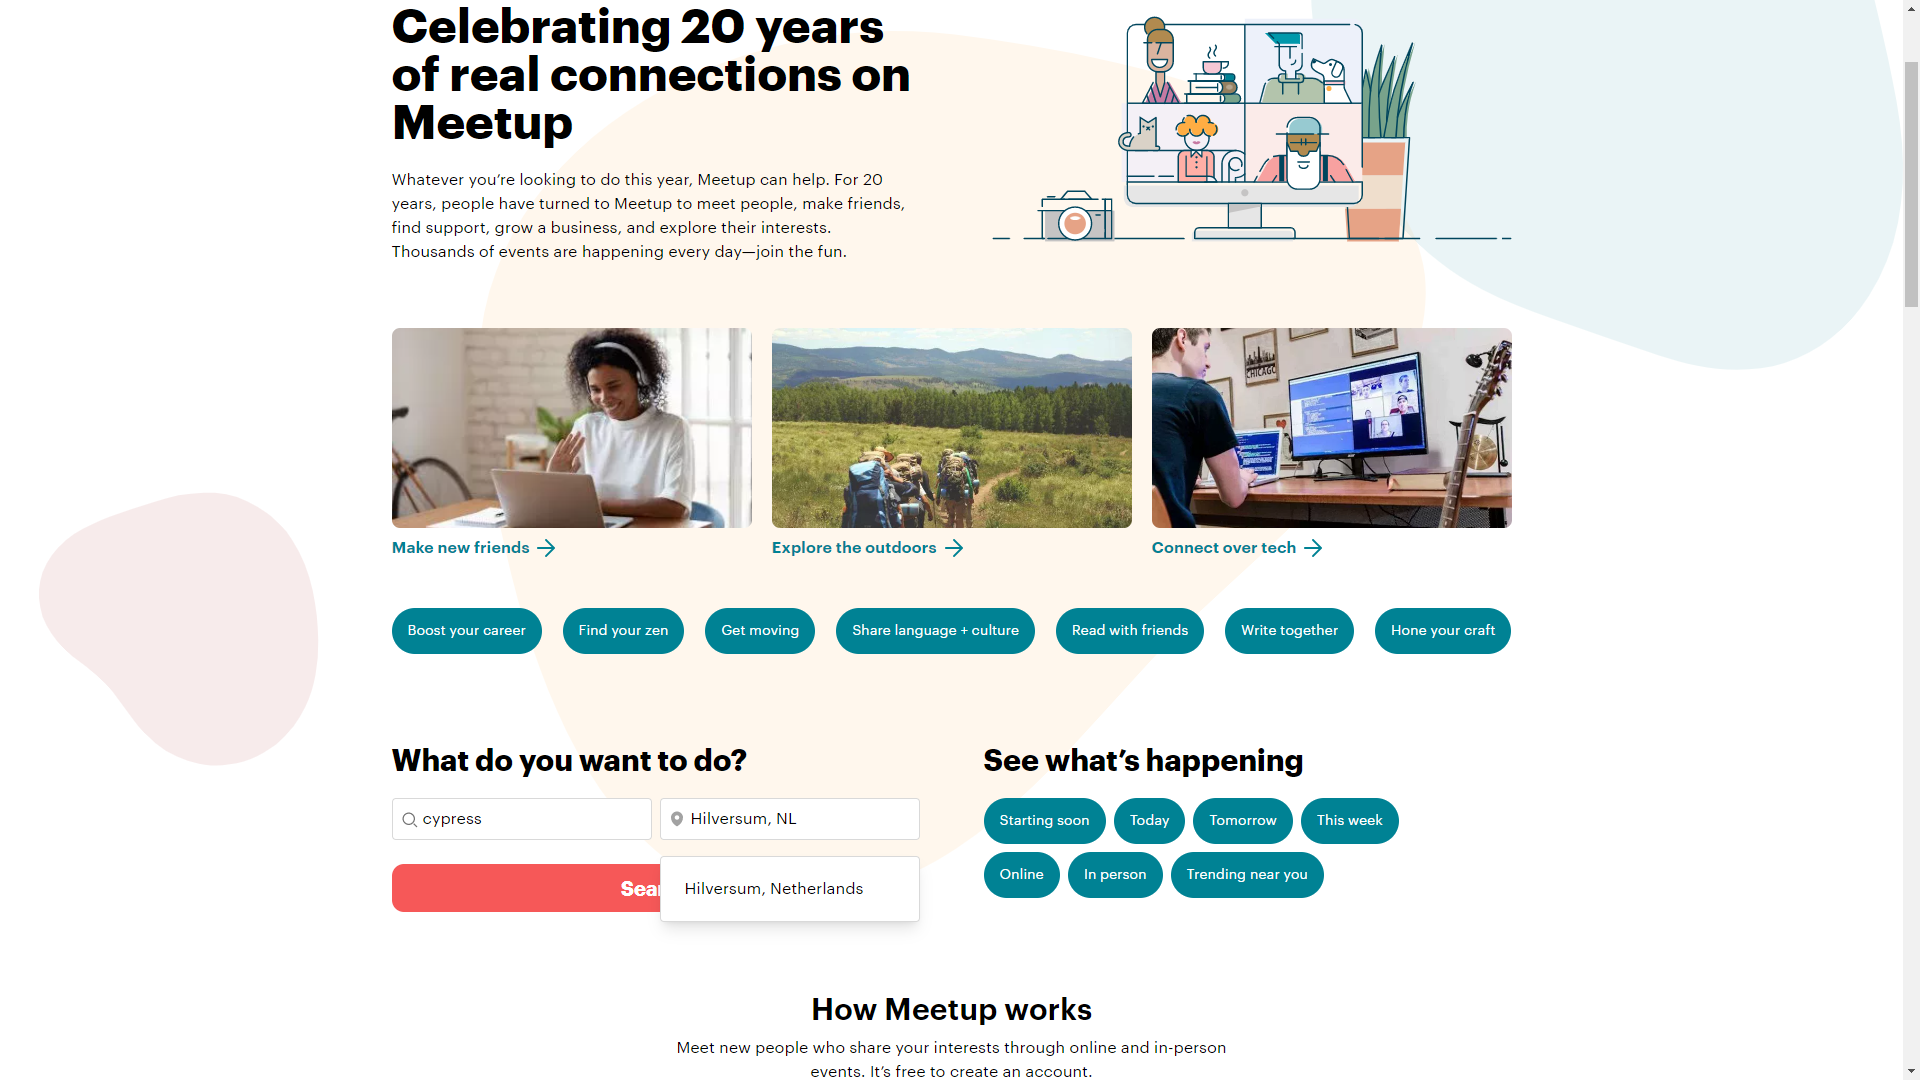 Celebrating 20 years
of real connections on
Meetup
Whatever you’re looking to do this year, Meetup can help. For 20
years, people have turned to Meetup to meet people, make friends,
find support, grow a business, and explore their interests.
Thousands of events are happening every day—join the fun.
CHICAGO
Make new friends
Explore the outdoors
Connect over tech
Boost your career
Find your zen
Get moving
Share language + culture
Read with friends
Write together
Hone your craft
What do you want to do?
cypress
Hilversum, NL
Hilversum, Netherlands
See what’s happening
Starting soon
Today
Tomorrow
This week
Online
In person
Trending near you
How Meetup works
Meet new people who share your interests through online and in-person
events. It’s free to create an account.